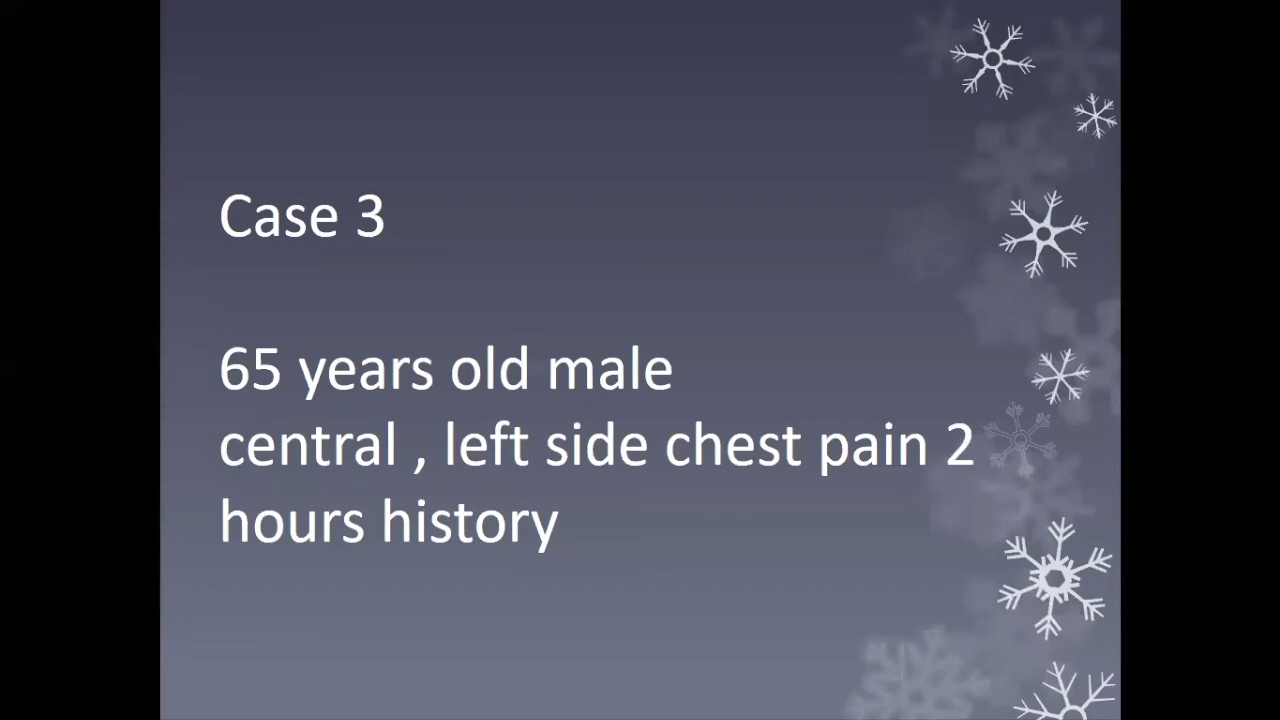 Case 3
65 years old male
central , left side chest pain 2
hours history